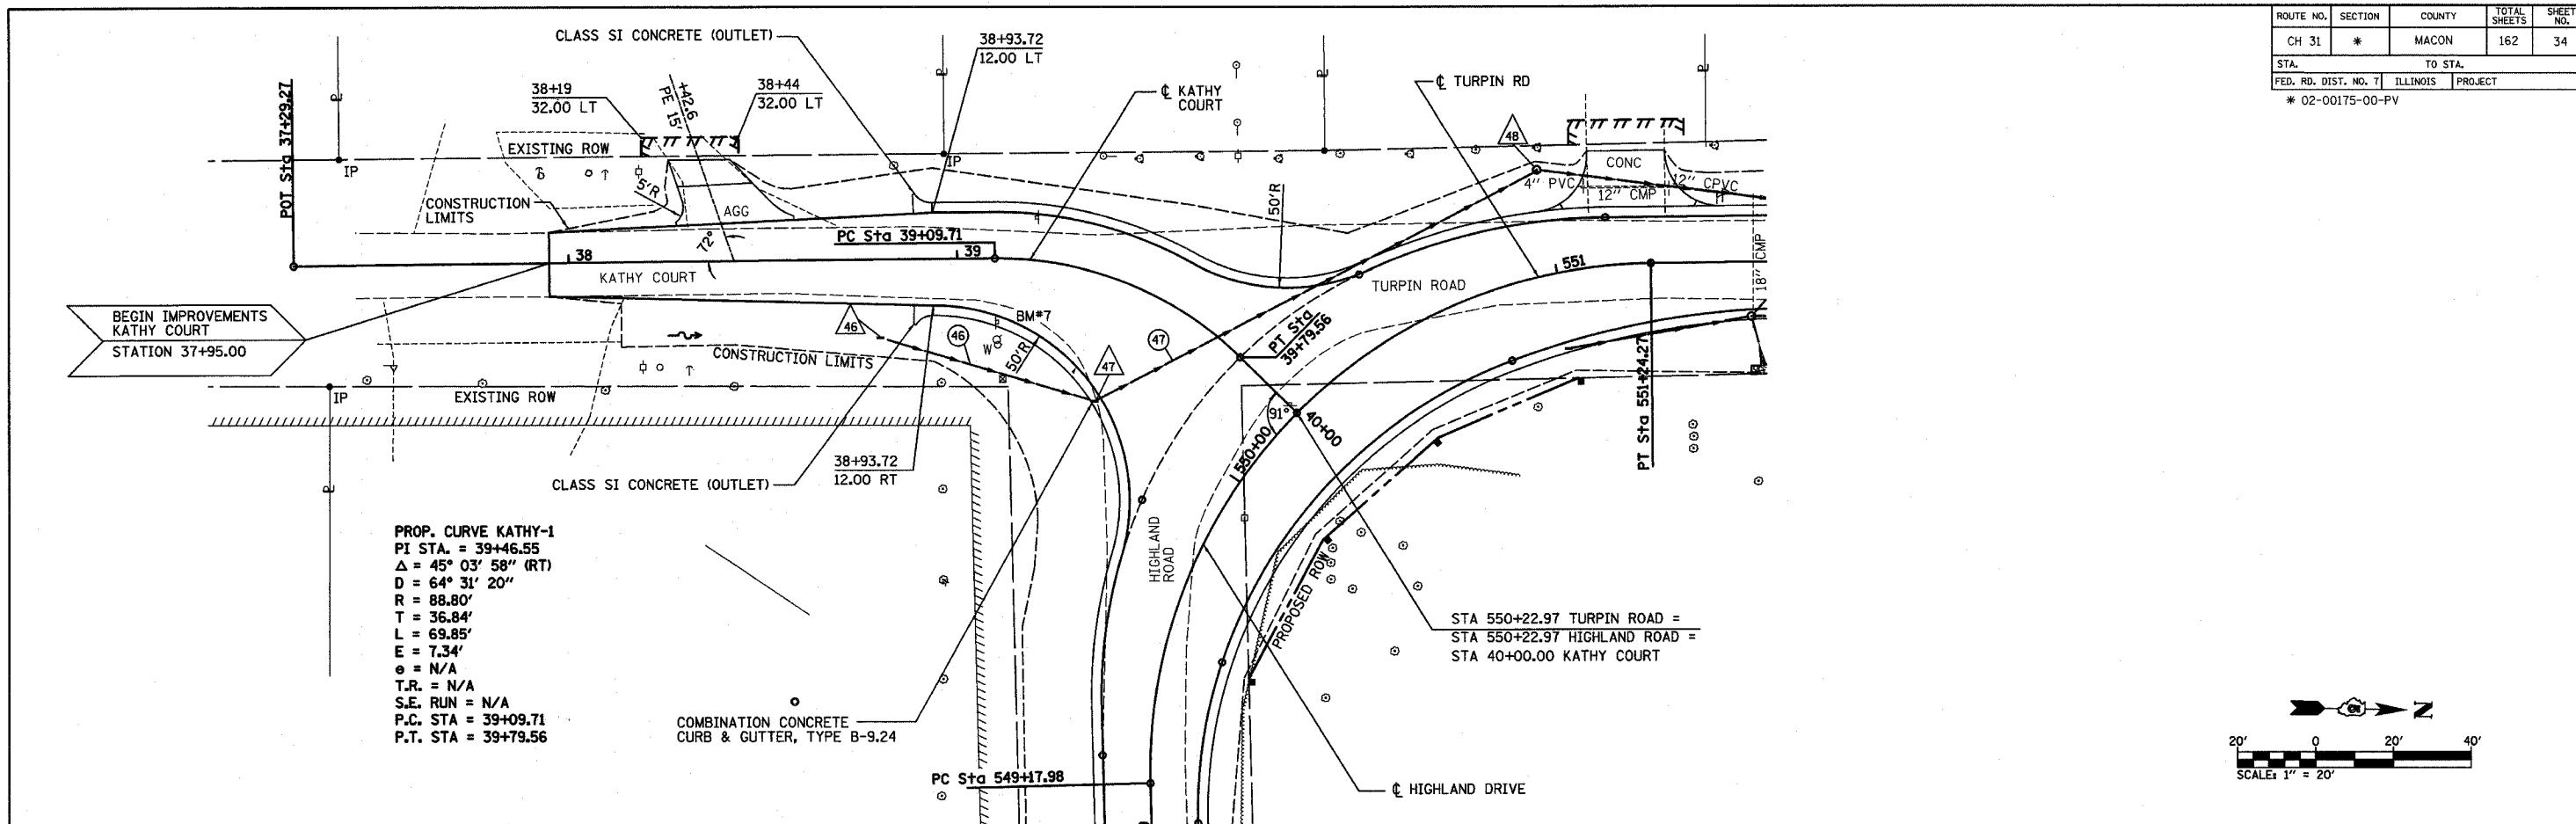 ROUTE NO. SECTION COUNTY TOTAL SHEETS SHEET NO.
CH 31 * MACON 162 34
STA. TO STA.
FED. RD. DIST. NO. 7 ILLINOIS PROJECT
* 02-00175-00-PV
CLASS SI CONCRETE (OUTLET)
38+93.72
12.00 LT
38+19
32.00 LT
+42.6
PE 15'
38+44
32.00 LT
℄ KATHY
COURT
℄ TURPIN RD
POT Sta 37+29.27
PL
PL
PL
PL
48
EXISTING ROW
IP
IP
CONC
4" PVC
12" CPVC
12" CMP
5'R
AGG
CONSTRUCTION
LIMITS
50'R
72°
PC Sta 39+09.71
38
39
KATHY COURT
551
TURPIN ROAD
18" CMP
BEGIN IMPROVEMENTS
KATHY COURT
STATION 37+95.00
46
46
BM#7
W
50'R
47
47
PT Sta
39+79.56
CONSTRUCTION LIMITS
IP
EXISTING ROW
91°
40+00
550+00
PT Sta 551+24.27
38+93.72
12.00 RT
CLASS SI CONCRETE (OUTLET)
PL
PROP. CURVE KATHY-1
PI STA. = 39+46.55
Δ = 45° 03' 58" (RT)
D = 64° 31' 20"
R = 88.80'
T = 36.84'
L = 69.85'
E = 7.34'
e = N/A
T.R. = N/A
S.E. RUN = N/A
P.C. STA = 39+09.71
P.T. STA = 39+79.56
HIGHLAND
ROAD
PROPOSED ROW
STA 550+22.97 TURPIN ROAD =
STA 550+22.97 HIGHLAND ROAD =
STA 40+00.00 KATHY COURT
COMBINATION CONCRETE
CURB & GUTTER, TYPE B-9.24
PC Sta 549+17.98
℄ HIGHLAND DRIVE
N
20' 0 20' 40'
SCALE: 1" = 20'